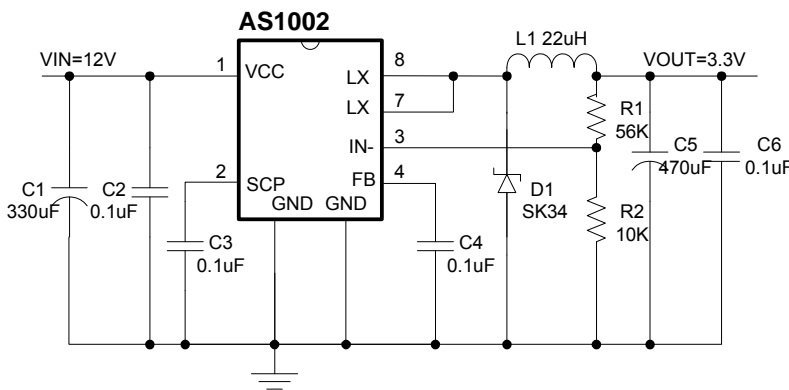 AS1002
L1 22uH
VIN=12V
VOUT=3.3V
1
VCC
LX
8
LX
7
R1
56K
IN-
3
C5
470uF
C6
0.1uF
2
SCP
FB
4
C1
330uF
C2
0.1uF
GND
GND
D1
SK34
R2
10K
C3
0.1uF
C4
0.1uF